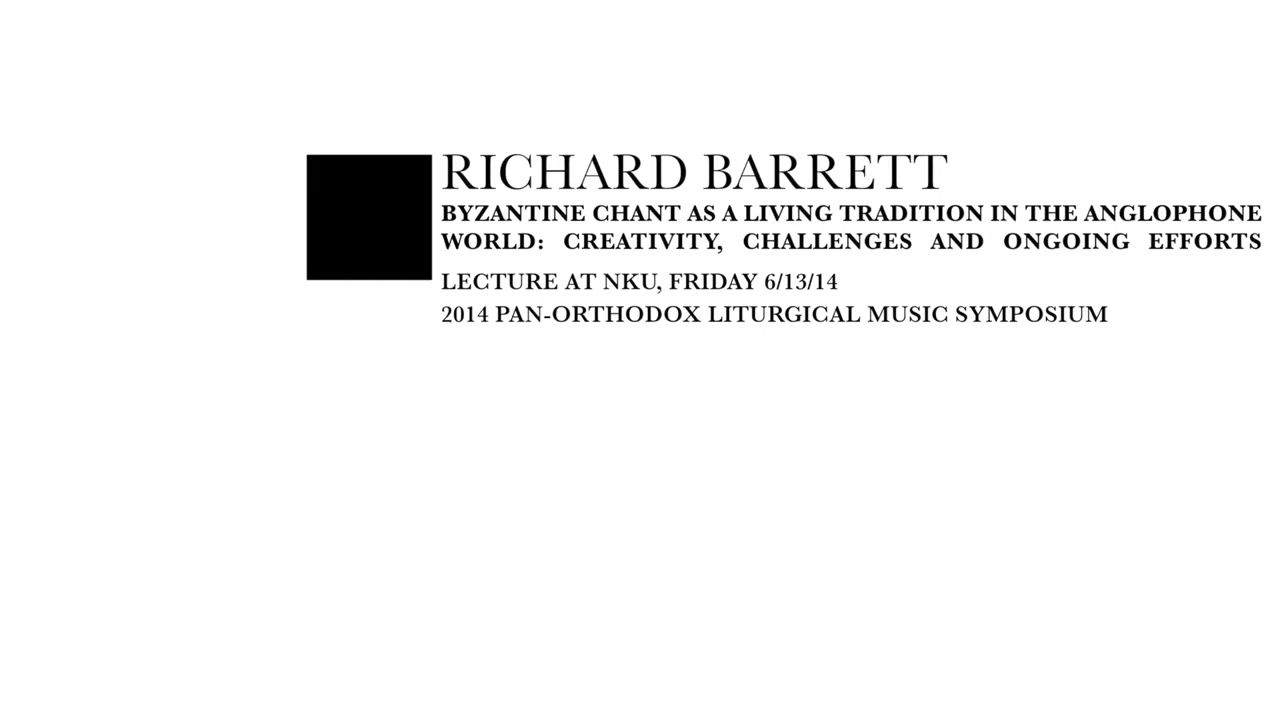 RICHARD BARRETT
BYZANTINE CHANT AS A LIVING TRADITION IN THE ANGLOPHONE
WORLD: CREATIVITY, CHALLENGES AND ONGOING EFFORTS
LECTURE AT NKU, FRIDAY 6/13/14
2014 PAN-ORTHODOX LITURGICAL MUSIC SYMPOSIUM